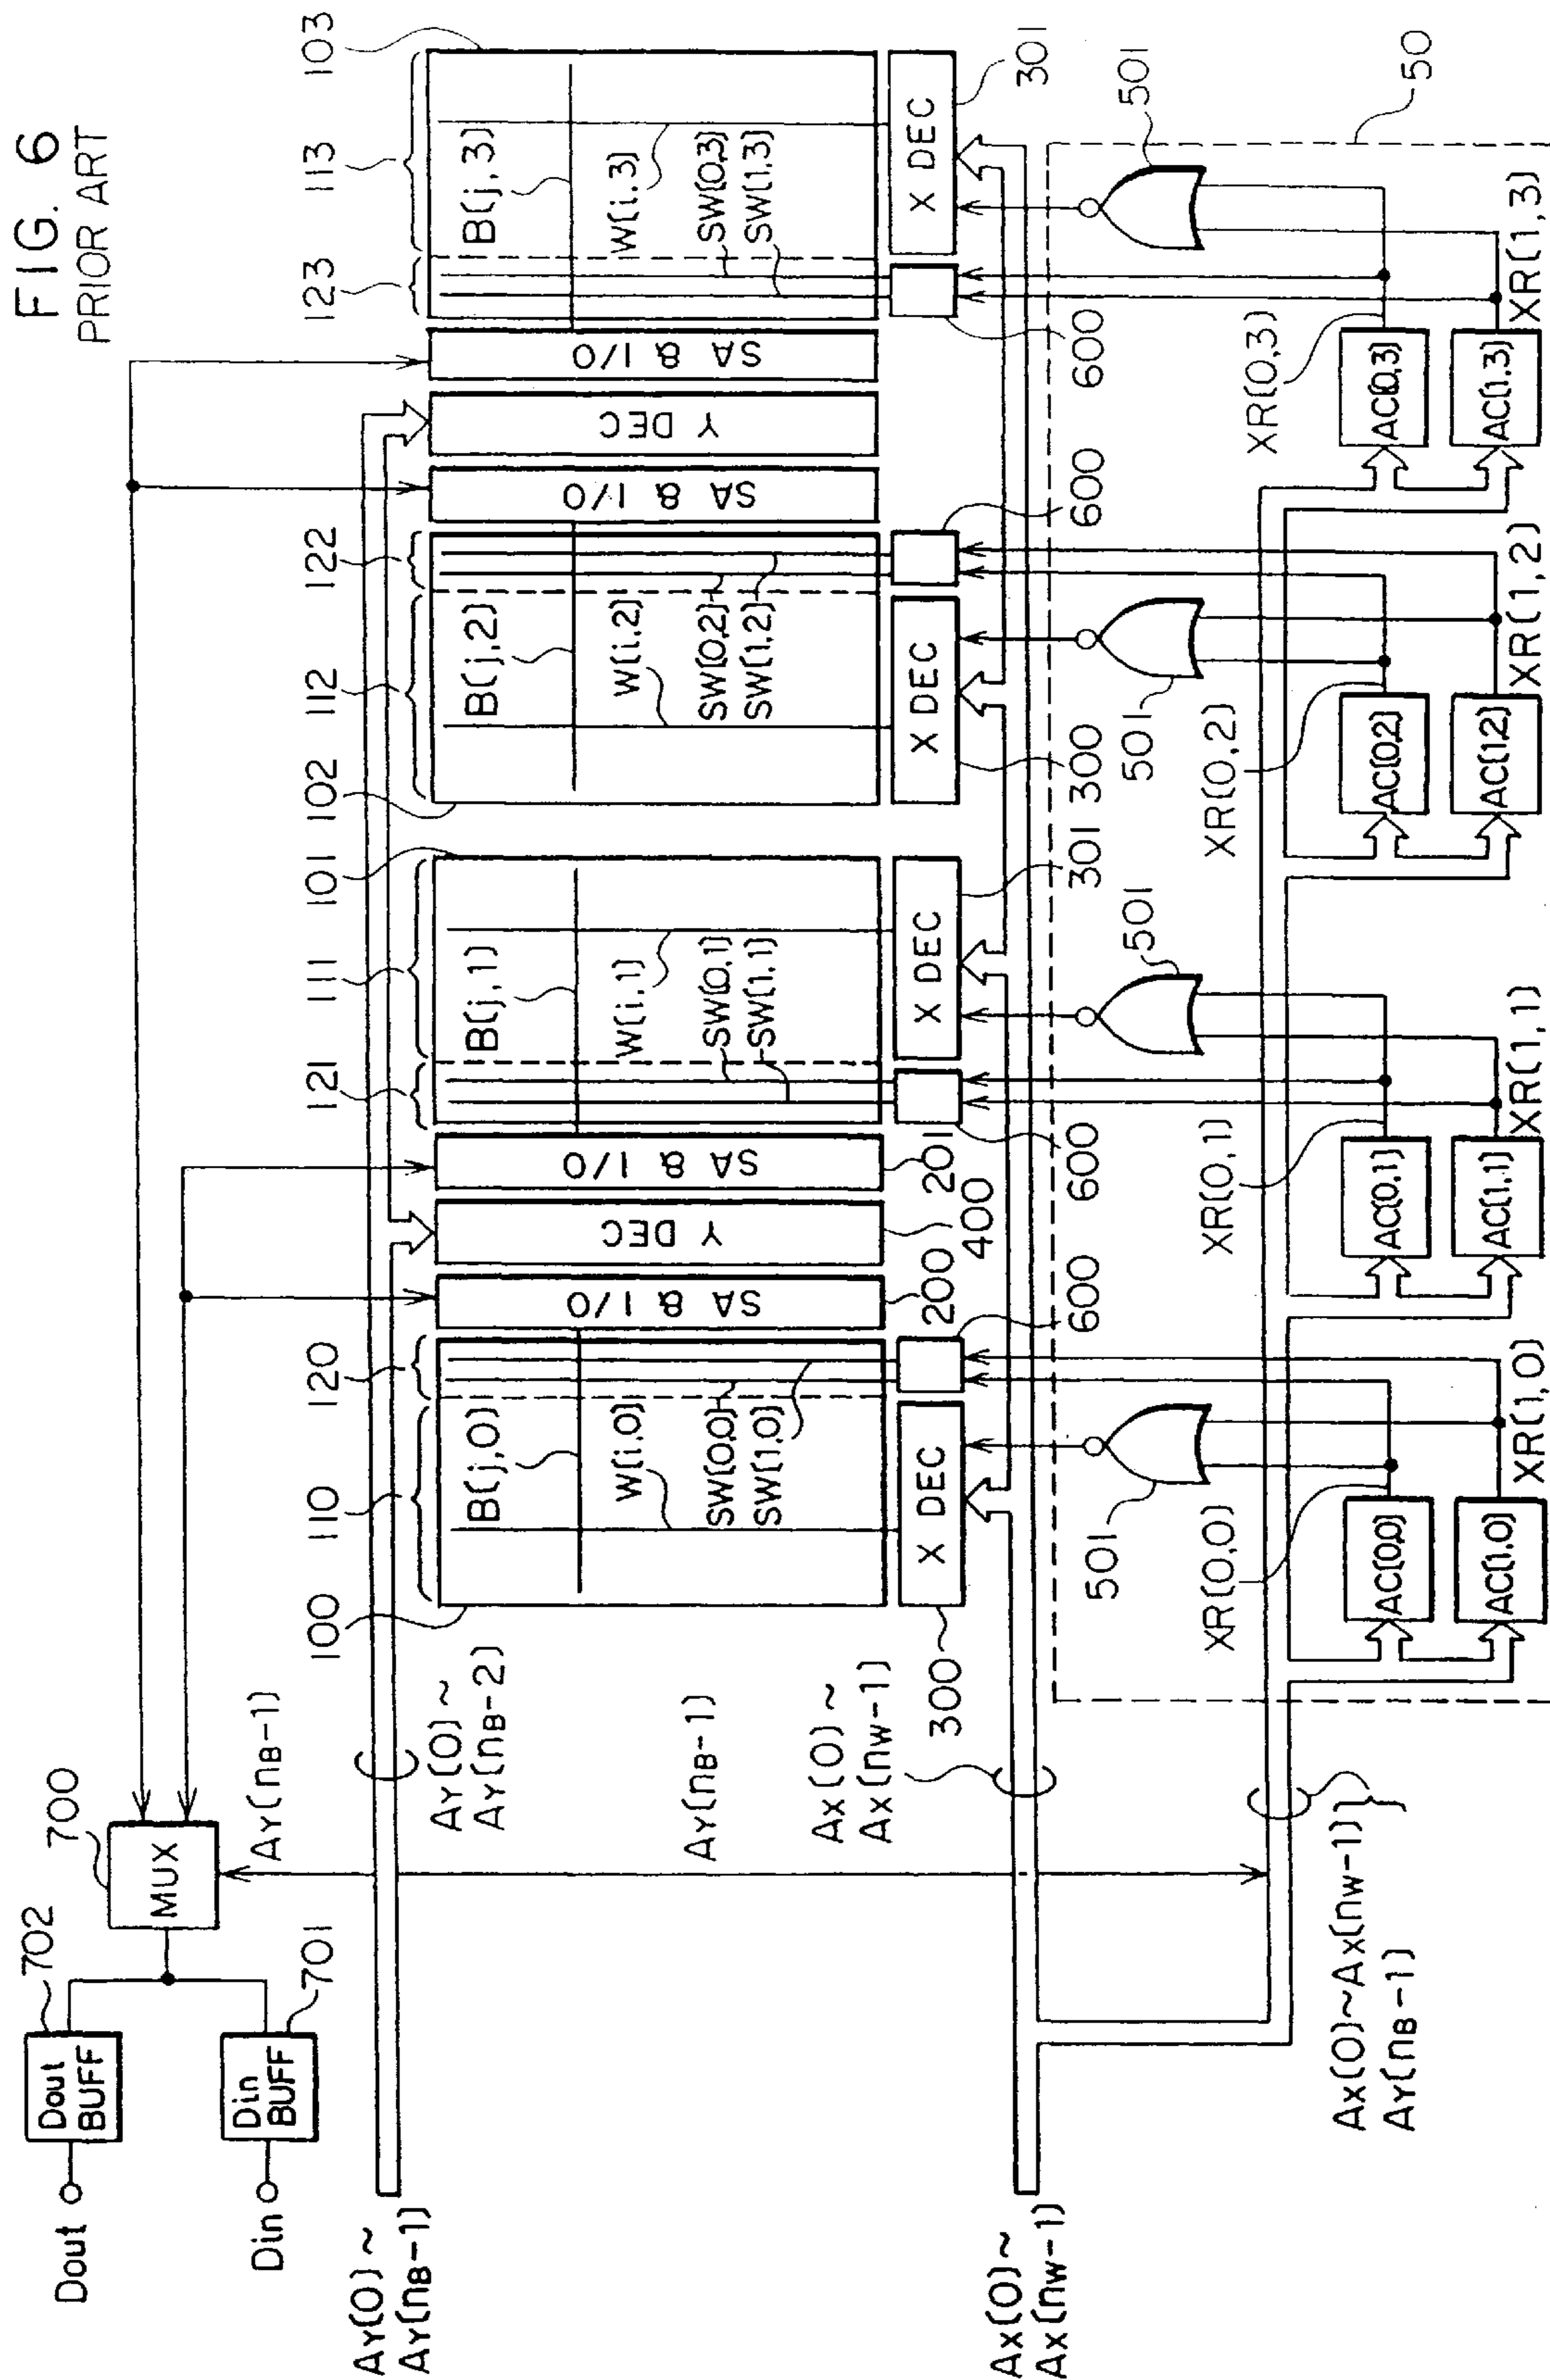 FIG. 6
PRIOR ART
Dout
Dout
BUFF
702
Din
Din
BUFF
701
MUX
700
AY(nB-1)
AY(0)~
AY(nB-1)
AY(0)~
AY(nB-2)
AY(nB-1)
AX(0)~
AX(nW-1)
AX(0)~
AX(nW-1)
AX(0)~AX(nW-1)
AY(nB-1)
100
110
120
B(j,0)
W(i,0)
SW(0,0)
SW(1,0)
X DEC
300
600
SA & I/O
200
Y DEC
400
SA & I/O
201
121
111
101
B(j,1)
W(i,1)
SW(0,1)
SW(1,1)
X DEC
301
600
102
112
122
B(j,2)
W(i,2)
SW(0,2)
SW(1,2)
X DEC
300
600
SA & I/O
Y DEC
SA & I/O
123
113
103
B(j,3)
W(i,3)
SW(0,3)
SW(1,3)
X DEC
301
600
50
501
XR(0,0)
AC(0,0)
AC(1,0)
XR(1,0)
501
XR(0,1)
AC(0,1)
AC(1,1)
XR(1,1)
501
XR(0,2)
AC(0,2)
AC(1,2)
XR(1,2)
501
XR(0,3)
AC(0,3)
AC(1,3)
XR(1,3)